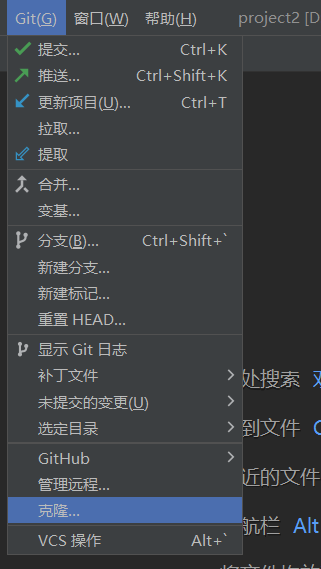 Git(G) 窗口(W) 帮助(H) project2 [D
提交... Ctrl+K
推送... Ctrl+Shift+K
更新项目(U)... Ctrl+T
拉取...
提取
合并...
变基...
分支(B)... Ctrl+Shift+`
新建分支...
新建标记...
重置 HEAD...
显示 Git 日志
补丁文件
未提交的变更(U)
处搜索
选定目录
到文件
GitHub
近的文件
管理远程...
克隆...
航栏 Alt
VCS 操作 Alt+`